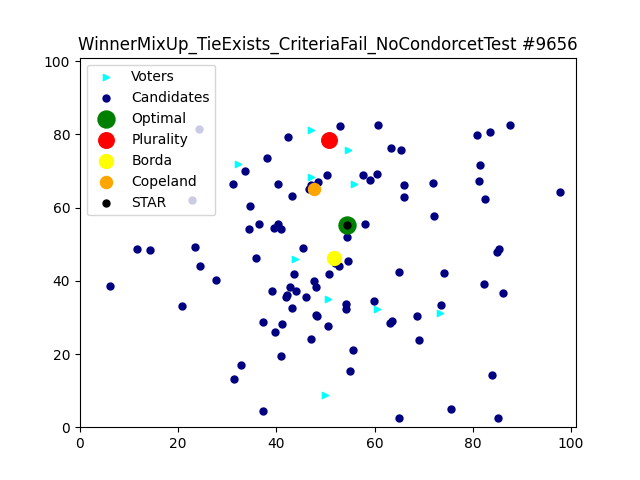 WinnerMixUp_TieExists_CriteriaFail_NoCondorcetTest #9656
100
80
60
40
20
0
Voters
Candidates
Optimal
Plurality
Borda
Copeland
STAR
0 20 40 60 80 100